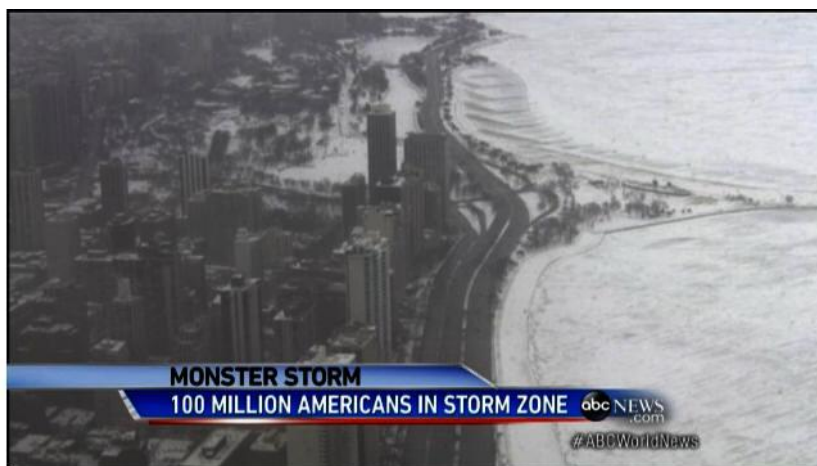 MONSTER STORM
100 MILLION AMERICANS IN STORM ZONE
abc NEWS
.com
#ABCWorldNews